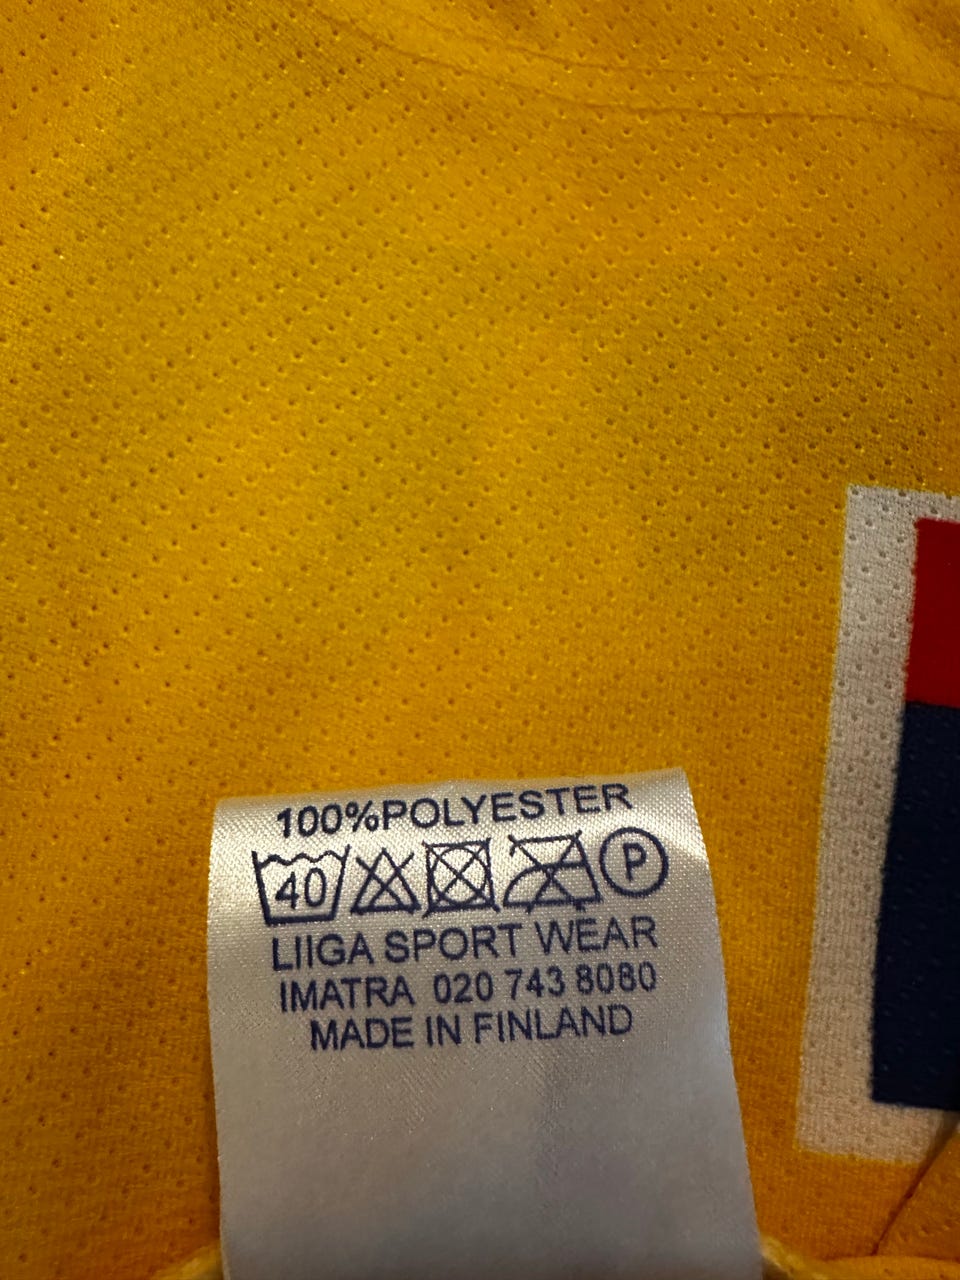 100%POLYESTER
40 P
LIIGA SPORT WEAR
IMATRA 020 743 8080
MADE IN FINLAND